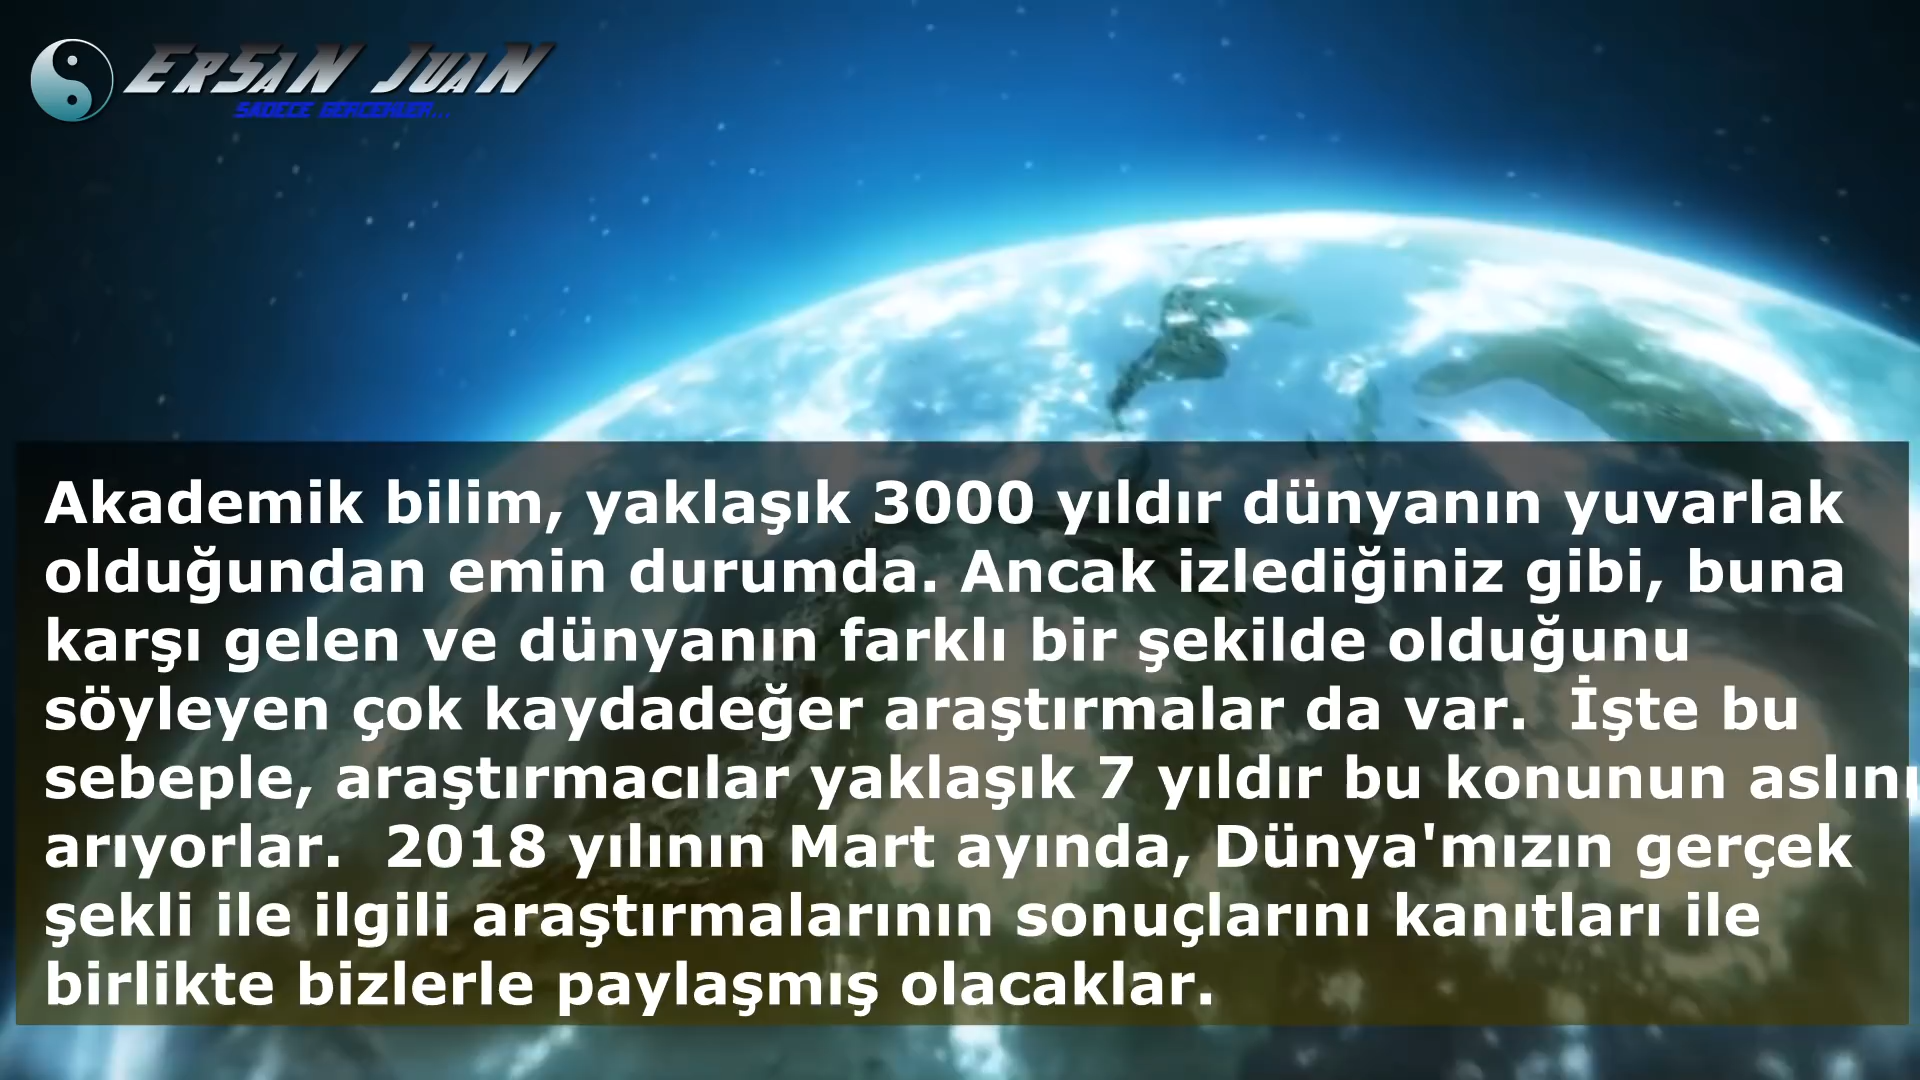 ErSaN JuaN
SADECE GERCEKLER...
Akademik bilim, yaklaşık 3000 yıldır dünyanın yuvarlak
olduğundan emin durumda. Ancak izlediğiniz gibi, buna
karşı gelen ve dünyanın farklı bir şekilde olduğunu
söyleyen çok kaydadeğer araştırmalar da var.  İşte bu
sebeple, araştırmacılar yaklaşık 7 yıldır bu konunun aslını
arıyorlar.  2018 yılının Mart ayında, Dünya'mızın gerçek
şekli ile ilgili araştırmalarının sonuçlarını kanıtları ile
birlikte bizlerle paylaşmış olacaklar.